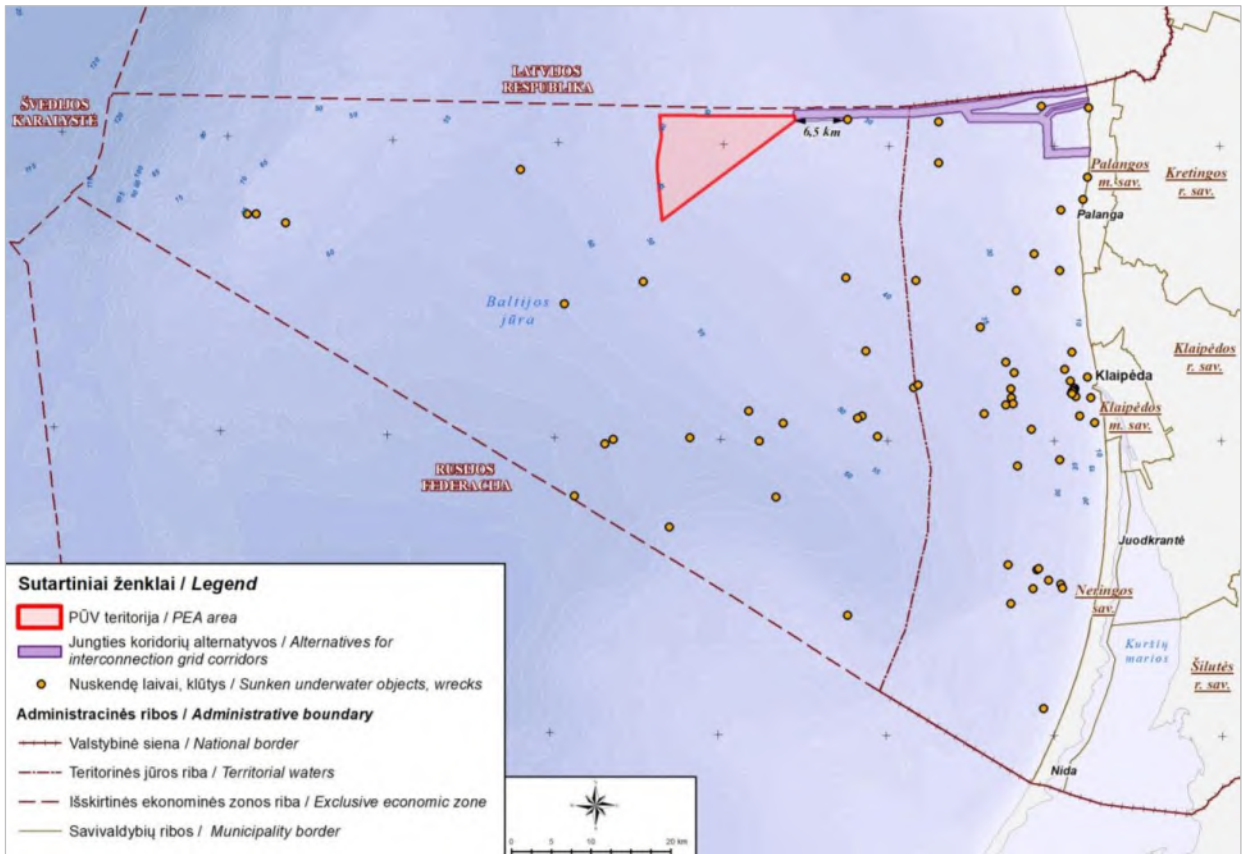 LATVIJOS
RESPUBLIKA
ŠVEDIJOS
KARALYSTĖ
6,5 km
Palangos
m. sav.
Kretingos
r. sav.
Palanga
Baltijos
jūra
Klaipėdos
r. sav.
Klaipėda
Klaipėdos
m. sav.
RUSIJOS
FEDERACIJA
Juodkrantė
Neringos
sav.
Kuršių
marios
Šilutės
r. sav.
Nida
Sutartiniai ženklai / Legend
PŪV teritorija / PEA area
Jungties koridorių alternatyvos / Alternatives for
interconnection grid corridors
Nuskendę laivai, kliūtys / Sunken underwater objects, wrecks
Administracinės ribos / Administrative boundary
Valstybinė siena / National border
Teritorinės jūros riba / Territorial waters
Išskirtinės ekonominės zonos riba / Exclusive economic zone
Savivaldybių ribos / Municipality border
0 5 10 20 km